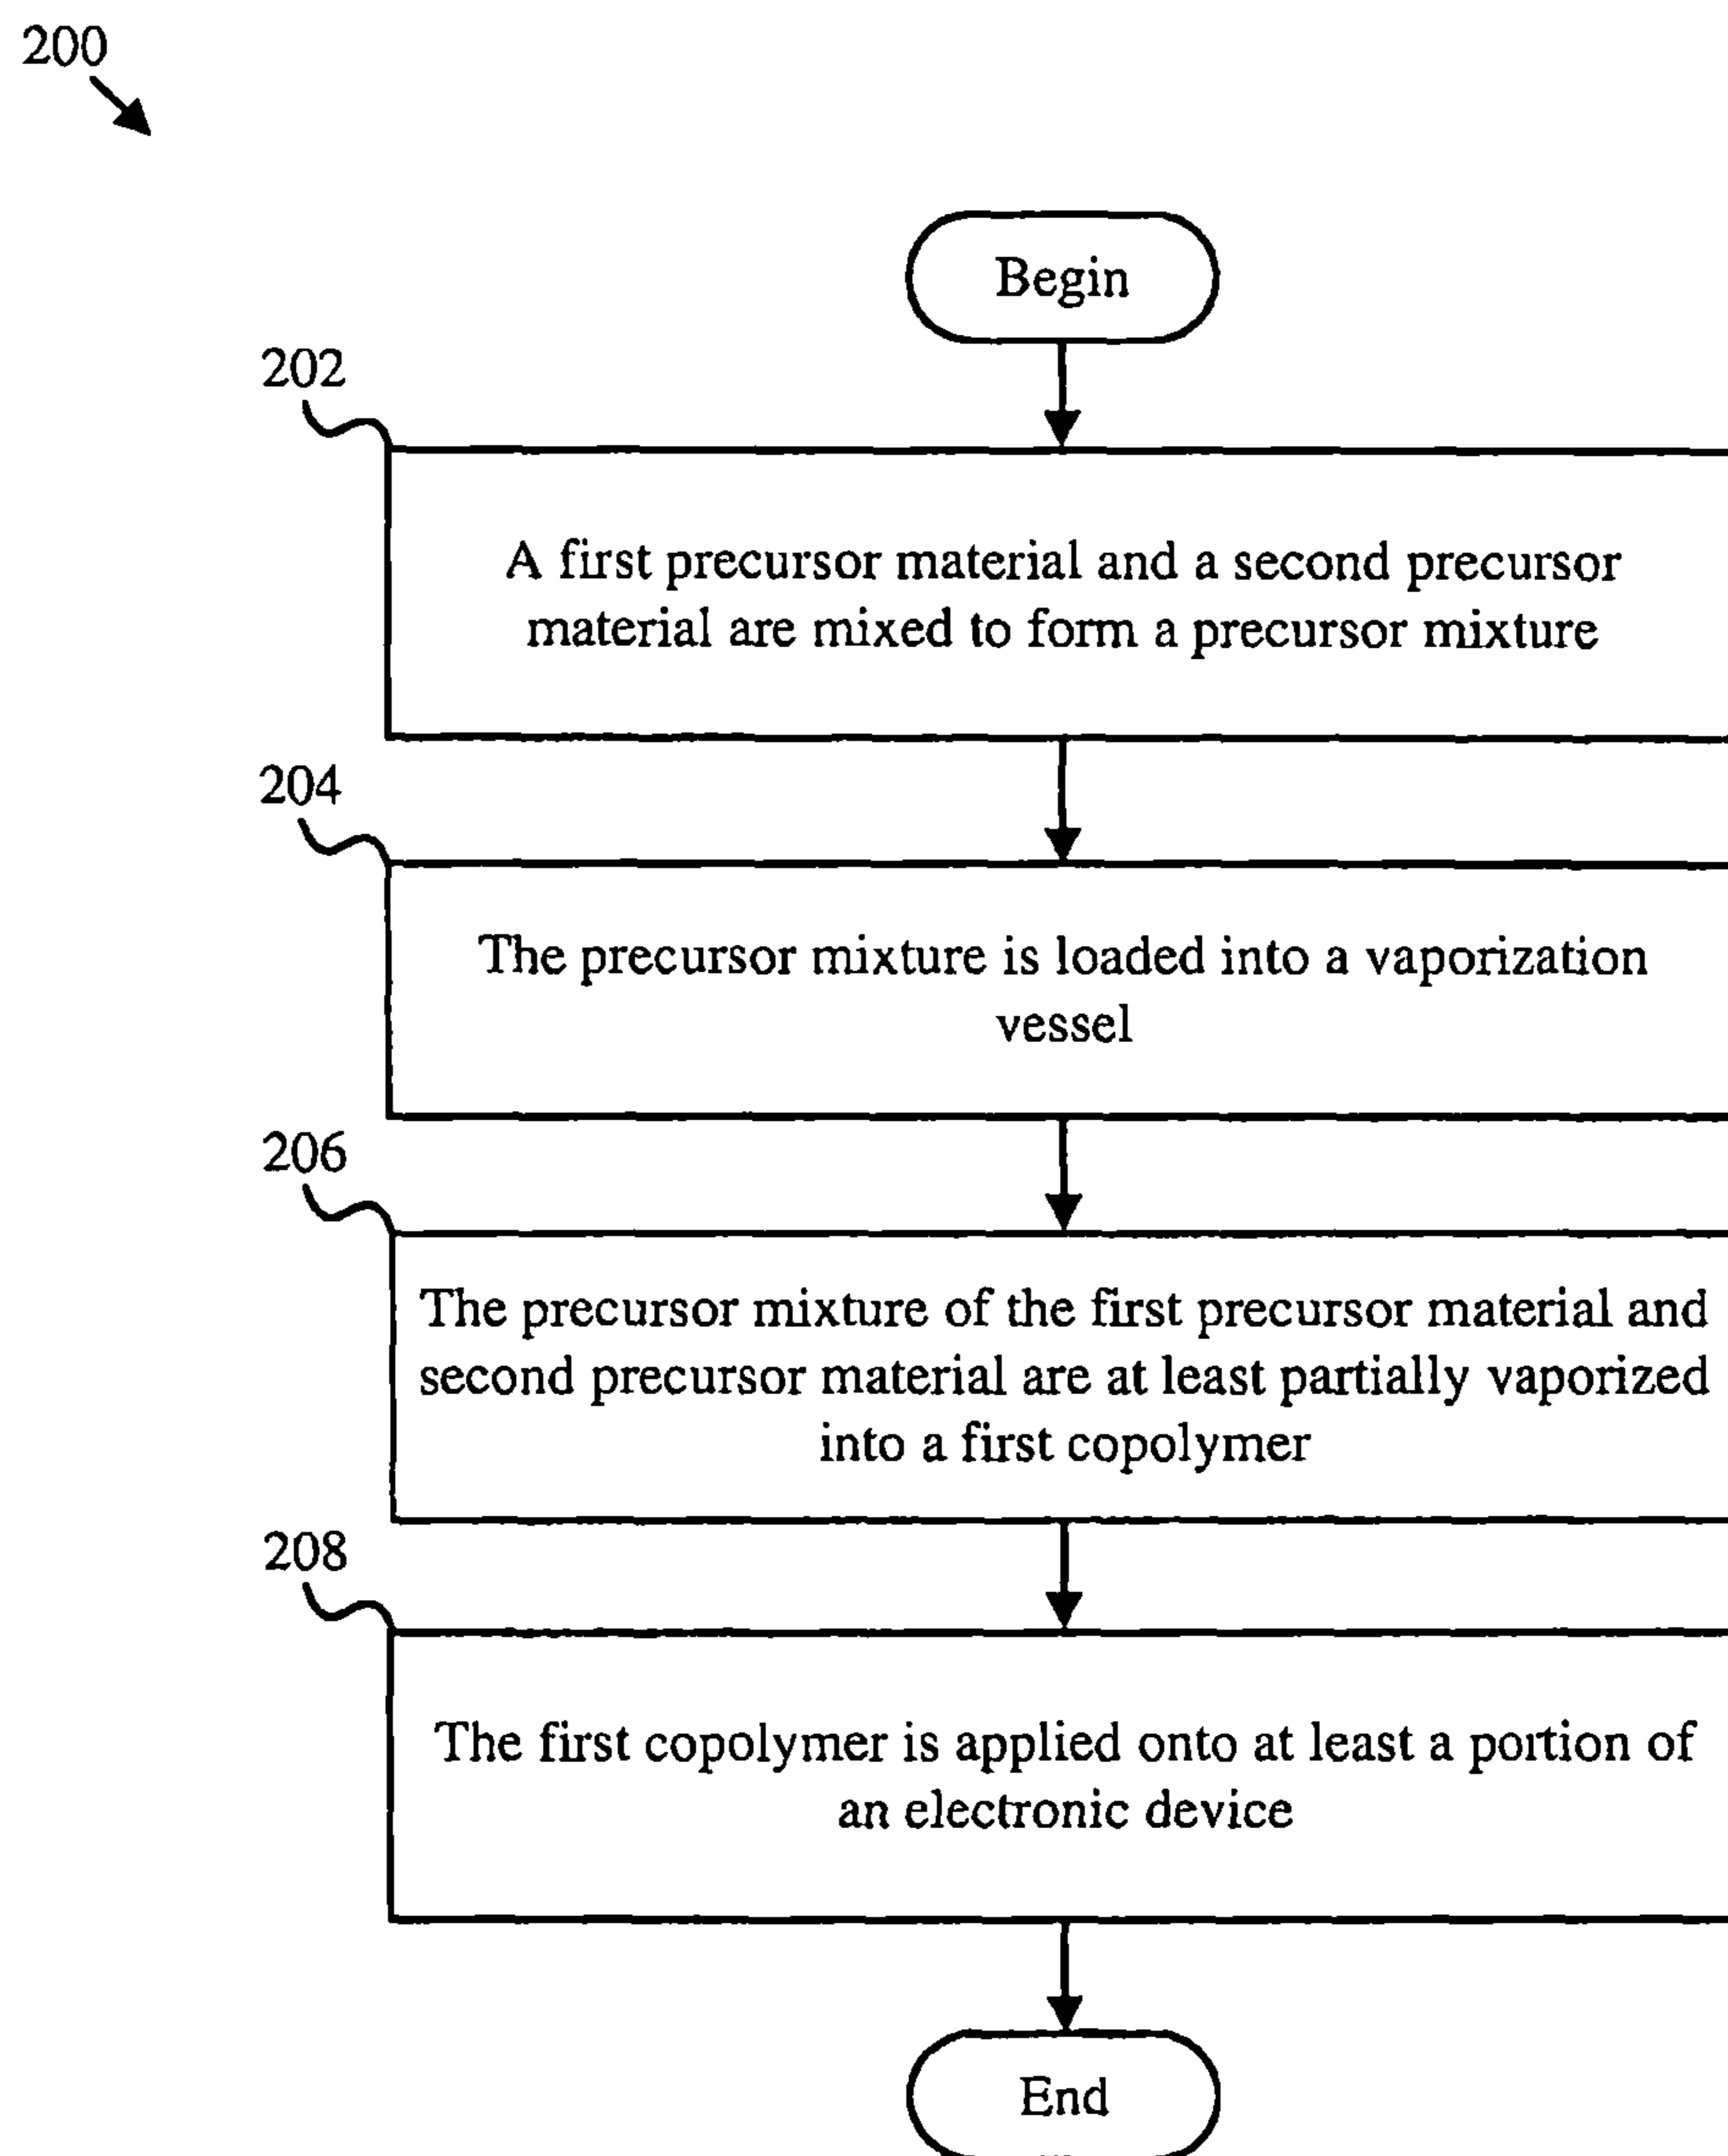 200
Begin
202
A first precursor material and a second precursor
material are mixed to form a precursor mixture
204
The precursor mixture is loaded into a vaporization
vessel
206
The precursor mixture of the first precursor material and
second precursor material are at least partially vaporized
into a first copolymer
208
The first copolymer is applied onto at least a portion of
an electronic device
End